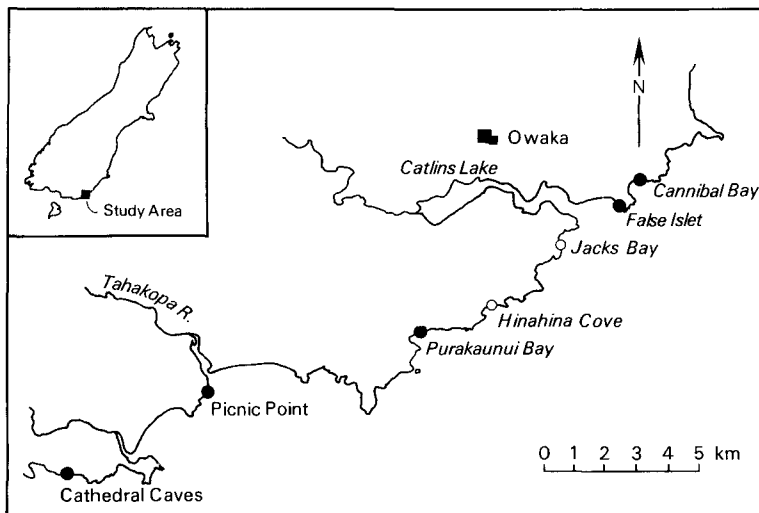 Study Area
N
Owaka
Catlins Lake
Cannibal Bay
False Islet
Jacks Bay
Tahakopa R.
Hinahina Cove
Purakaunui Bay
Picnic Point
Cathedral Caves
0 1 2 3 4 5 km